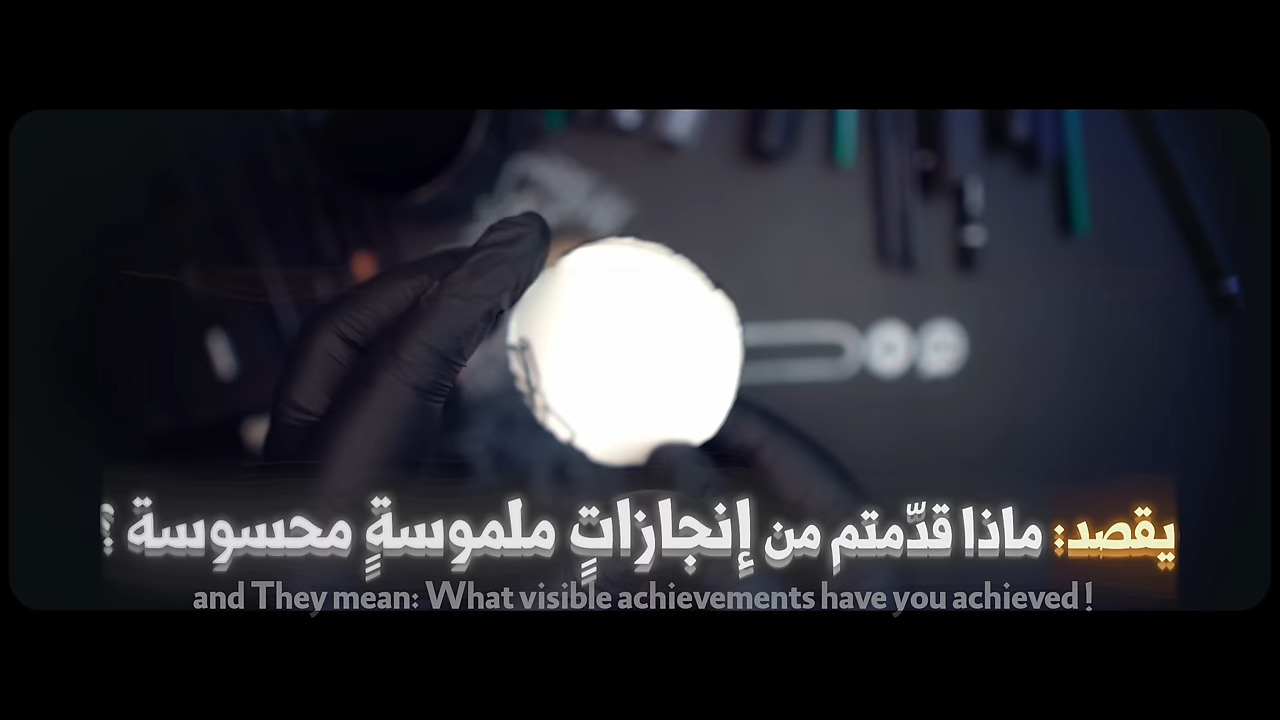 يقصد: ماذا قدّمتم من إنجازاتٍ ملموسةٍ محسوسة ؟
and They mean: What visible achievements have you achieved !